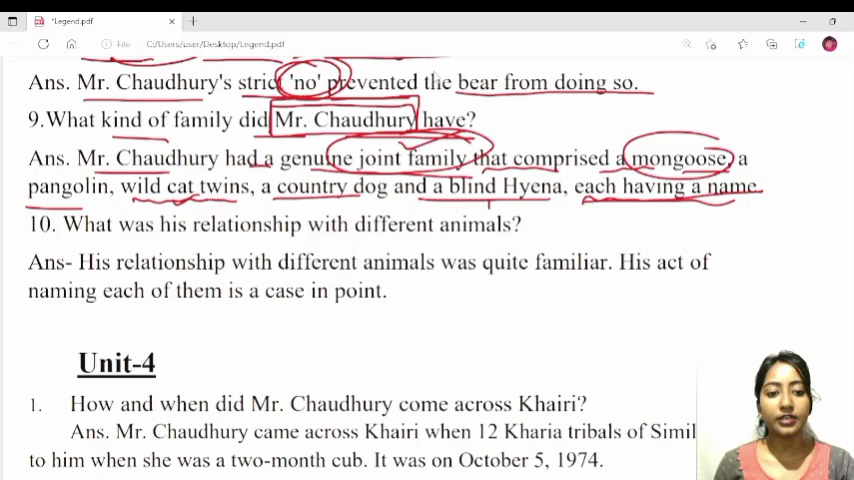 *Legend.pdf
File C:/Users/user/Desktop/Legend.pdf
Ans. Mr. Chaudhury's strict 'no' prevented the bear from doing so.
9.What kind of family did Mr. Chaudhury have?
Ans. Mr. Chaudhury had a genuine joint family that comprised a mongoose, a
pangolin, wild cat twins, a country dog and a blind Hyena, each having a name.
10. What was his relationship with different animals?
Ans- His relationship with different animals was quite familiar. His act of
naming each of them is a case in point.
Unit-4
1. How and when did Mr. Chaudhury come across Khairi?
Ans. Mr. Chaudhury came across Khairi when 12 Kharia tribals of Simil
to him when she was a two-month cub. It was on October 5, 1974.